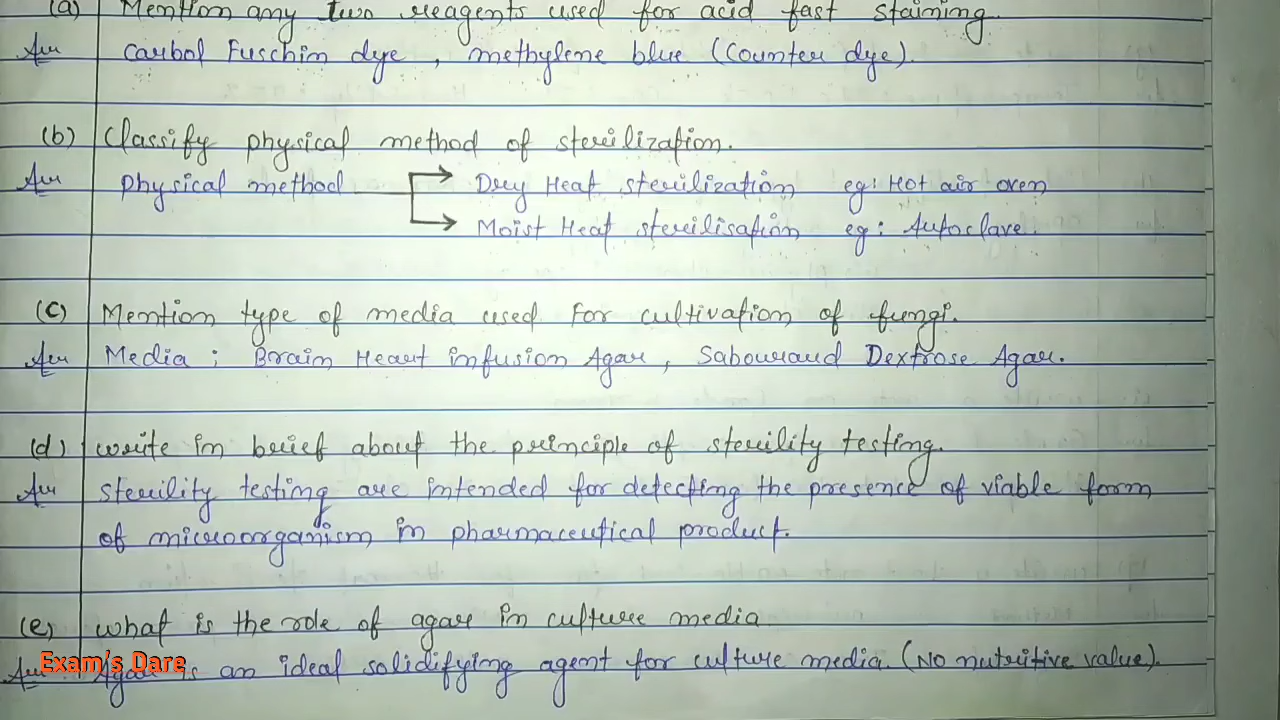 (a) Mention any two reagents used for acid fast staining.
Ans Carbol Fuschin dye , methylene blue (Counter dye).
(b) Classify physical method of sterilization.
Ans Physical method Dry Heat sterilization eg: Hot air oven
Moist Heat sterilisation eg: Autoclave.
(c) Mention type of media used for cultivation of fungi.
Ans Media : Brain Heart infusion Agar , Sabouraud Dextrose Agar.
(d) write in brief about the principle of sterility testing.
Ans Sterility testing are intended for detecting the presence of viable form
of microorganism in pharmaceutical product.
(e) what is the role of agar in culture media
Ans Agar is an ideal solidifying agent for culture media. (No nutritive value).
Exam's Dare